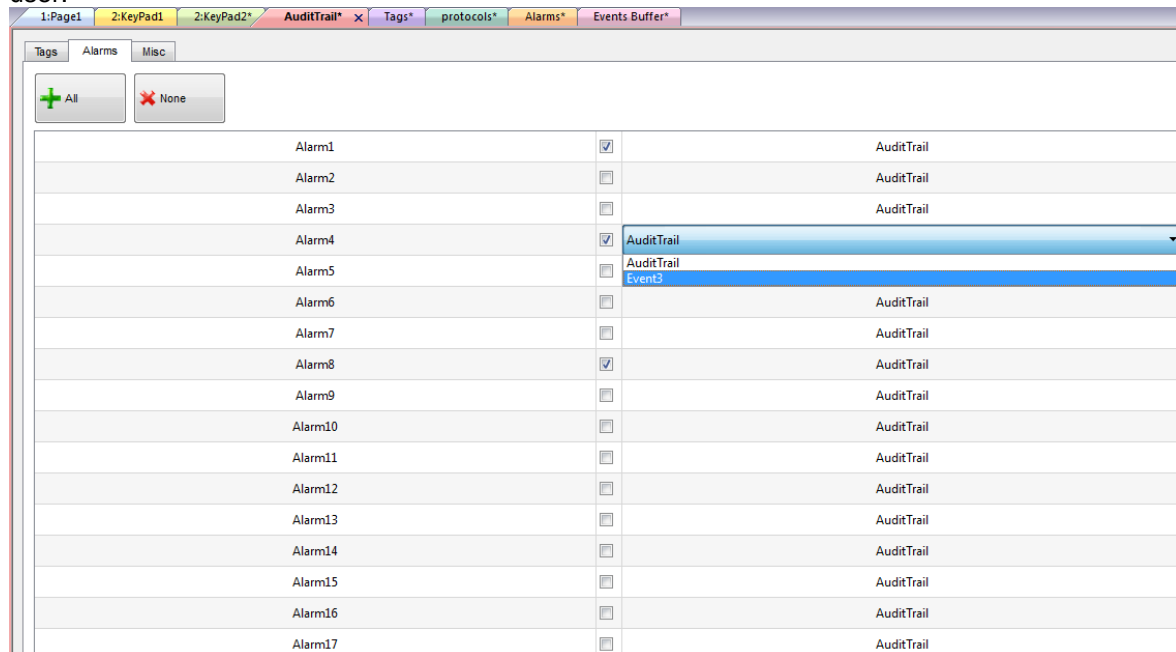 user.
1:Page1 2:KeyPad1 2:KeyPad2* AuditTrail* x Tags* protocols* Alarms* Events Buffer*
Tags Alarms Misc
All None
Alarm1 AuditTrail
Alarm2 AuditTrail
Alarm3 AuditTrail
Alarm4 AuditTrail
AuditTrail
Alarm5
Event3
Alarm6 AuditTrail
Alarm7 AuditTrail
Alarm8 AuditTrail
Alarm9 AuditTrail
Alarm10 AuditTrail
Alarm11 AuditTrail
Alarm12 AuditTrail
Alarm13 AuditTrail
Alarm14 AuditTrail
Alarm15 AuditTrail
Alarm16 AuditTrail
Alarm17 AuditTrail